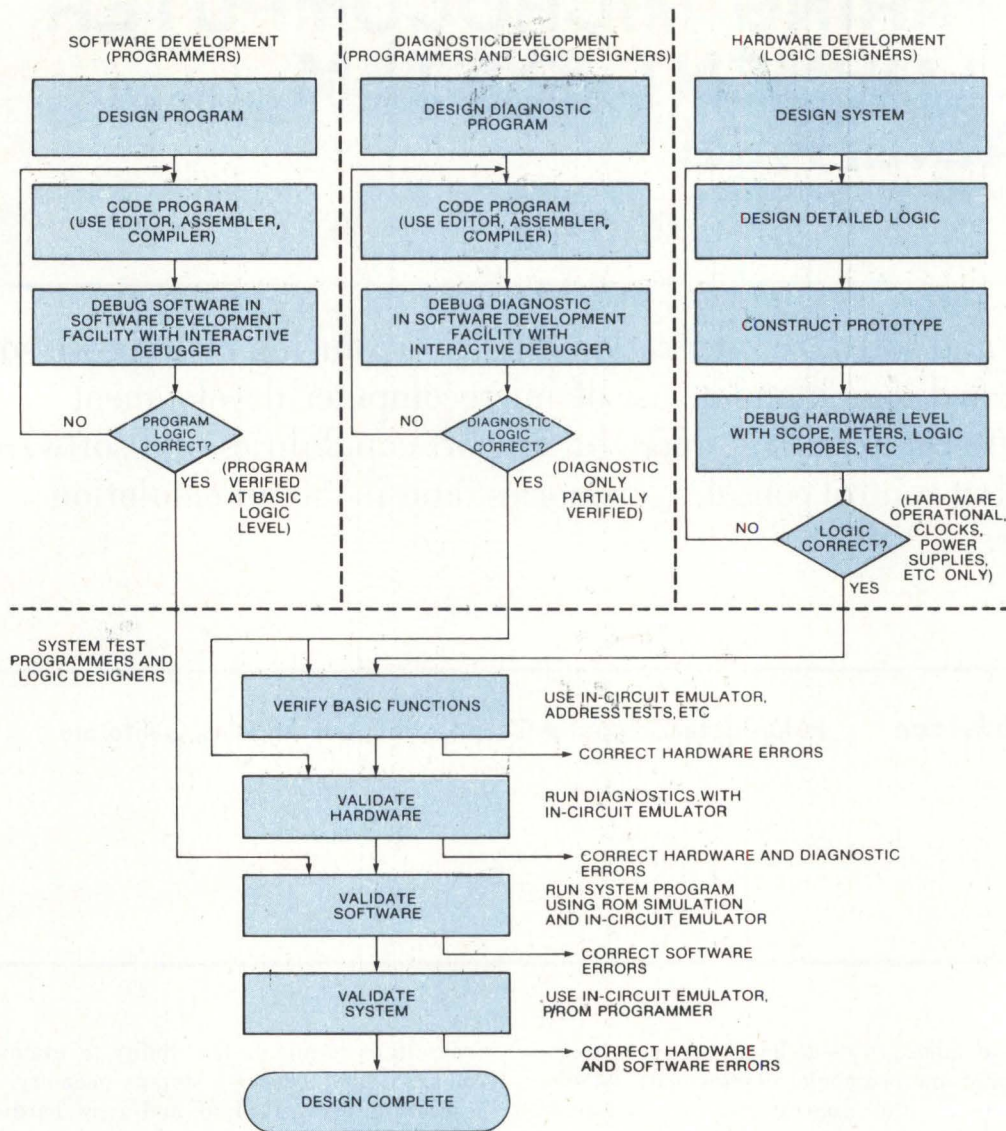 SOFTWARE DEVELOPMENT
(PROGRAMMERS)
DESIGN PROGRAM
CODE PROGRAM
(USE EDITOR, ASSEMBLER,
COMPILER)
DEBUG SOFTWARE IN
SOFTWARE DEVELOPMENT
FACILITY WITH INTERACTIVE
DEBUGGER
NO
PROGRAM
LOGIC
CORRECT?
YES
(PROGRAM
VERIFIED
AT BASIC
LOGIC
LEVEL)
DIAGNOSTIC DEVELOPMENT
(PROGRAMMERS AND LOGIC DESIGNERS)
DESIGN DIAGNOSTIC
PROGRAM
CODE PROGRAM
(USE EDITOR, ASSEMBLER,
COMPILER)
DEBUG DIAGNOSTIC
IN SOFTWARE DEVELOPMENT
FACILITY WITH
INTERACTIVE DEBUGGER
NO
DIAGNOSTIC
LOGIC
CORRECT?
YES
(DIAGNOSTIC
ONLY
PARTIALLY
VERIFIED)
HARDWARE DEVELOPMENT
(LOGIC DESIGNERS)
DESIGN SYSTEM
DESIGN DETAILED LOGIC
CONSTRUCT PROTOTYPE
DEBUG HARDWARE LEVEL
WITH SCOPE, METERS, LOGIC
PROBES, ETC
NO
LOGIC
CORRECT?
(HARDWARE
OPERATIONAL,
CLOCKS,
POWER
SUPPLIES,
ETC ONLY)
YES
SYSTEM TEST
PROGRAMMERS AND
LOGIC DESIGNERS
VERIFY BASIC FUNCTIONS
USE IN-CIRCUIT EMULATOR,
ADDRESS TESTS, ETC
CORRECT HARDWARE ERRORS
VALIDATE
HARDWARE
RUN DIAGNOSTICS WITH
IN-CIRCUIT EMULATOR
CORRECT HARDWARE AND DIAGNOSTIC
ERRORS
VALIDATE
SOFTWARE
RUN SYSTEM PROGRAM
USING ROM SIMULATION
AND IN-CIRCUIT EMULATOR
CORRECT SOFTWARE
ERRORS
VALIDATE
SYSTEM
USE IN-CIRCUIT EMULATOR,
P/ROM PROGRAMMER
CORRECT HARDWARE
AND SOFTWARE ERRORS
DESIGN COMPLETE